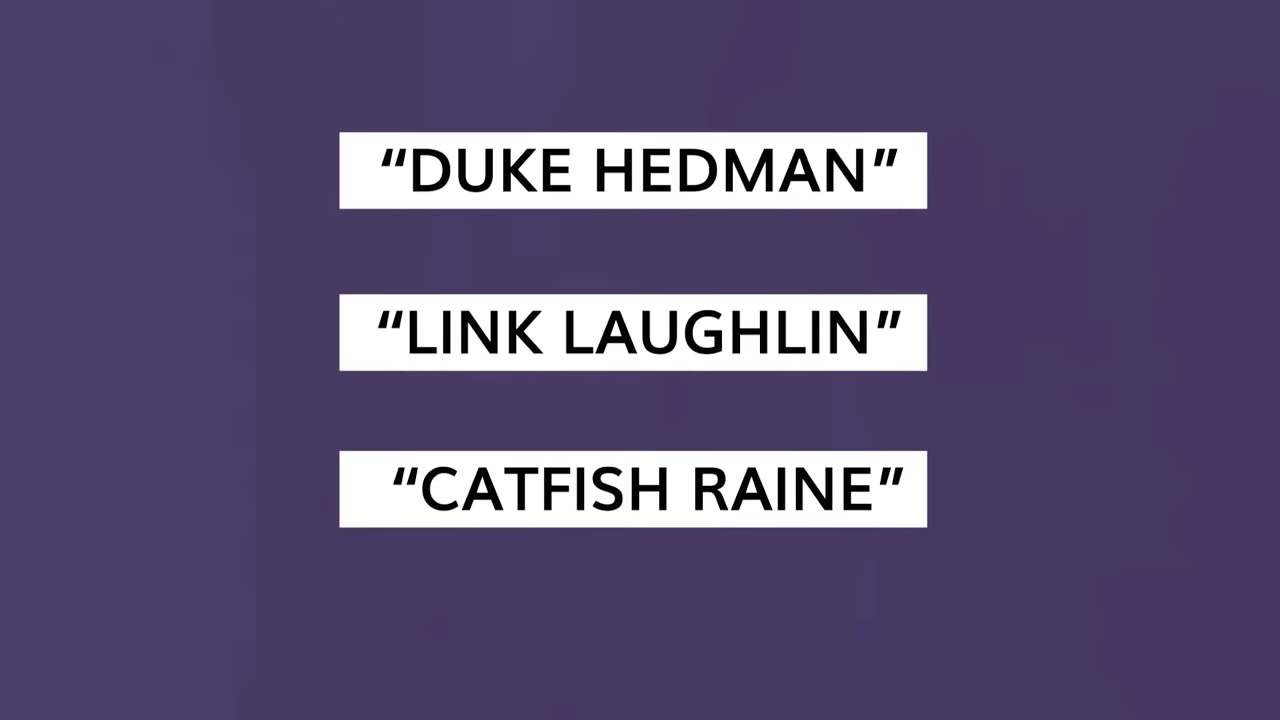 “DUKE HEDMAN”
“LINK LAUGHLIN”
“CATFISH RAINE”